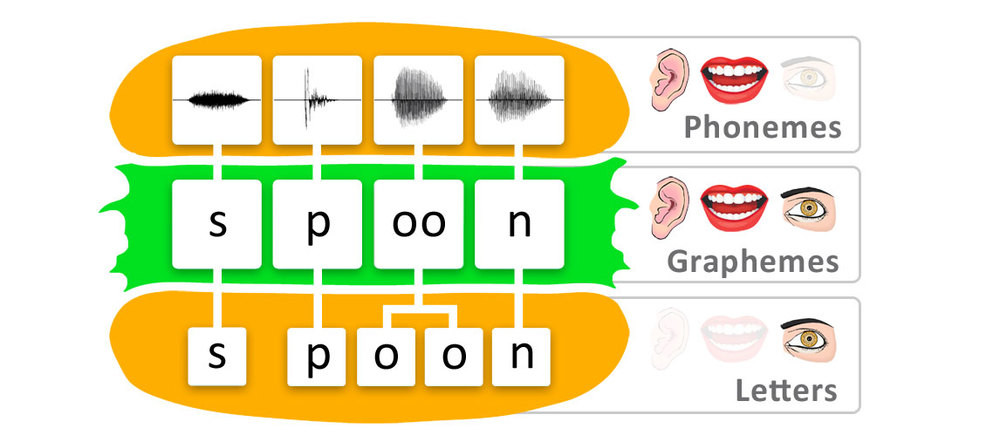 Phonemes
s p oo n
Graphemes
s p o o n
Letters